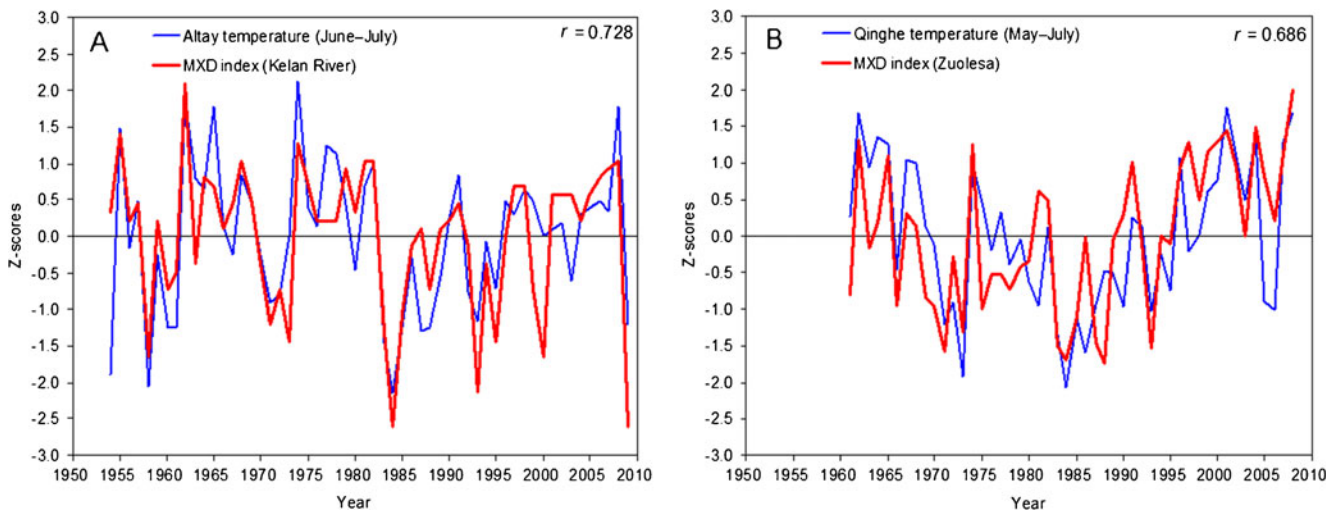 A
Altay temperature (June–July)
MXD index (Kelan River)
r = 0.728
Z-scores
3.0
2.5
2.0
1.5
1.0
0.5
0.0
-0.5
-1.0
-1.5
-2.0
-2.5
-3.0
1950 1955 1960 1965 1970 1975 1980 1985 1990 1995 2000 2005 2010
Year
B
Qinghe temperature (May–July)
MXD index (Zuolesa)
r = 0.686
Z-scores
3.0
2.5
2.0
1.5
1.0
0.5
0.0
-0.5
-1.0
-1.5
-2.0
-2.5
-3.0
1950 1955 1960 1965 1970 1975 1980 1985 1990 1995 2000 2005 2010
Year